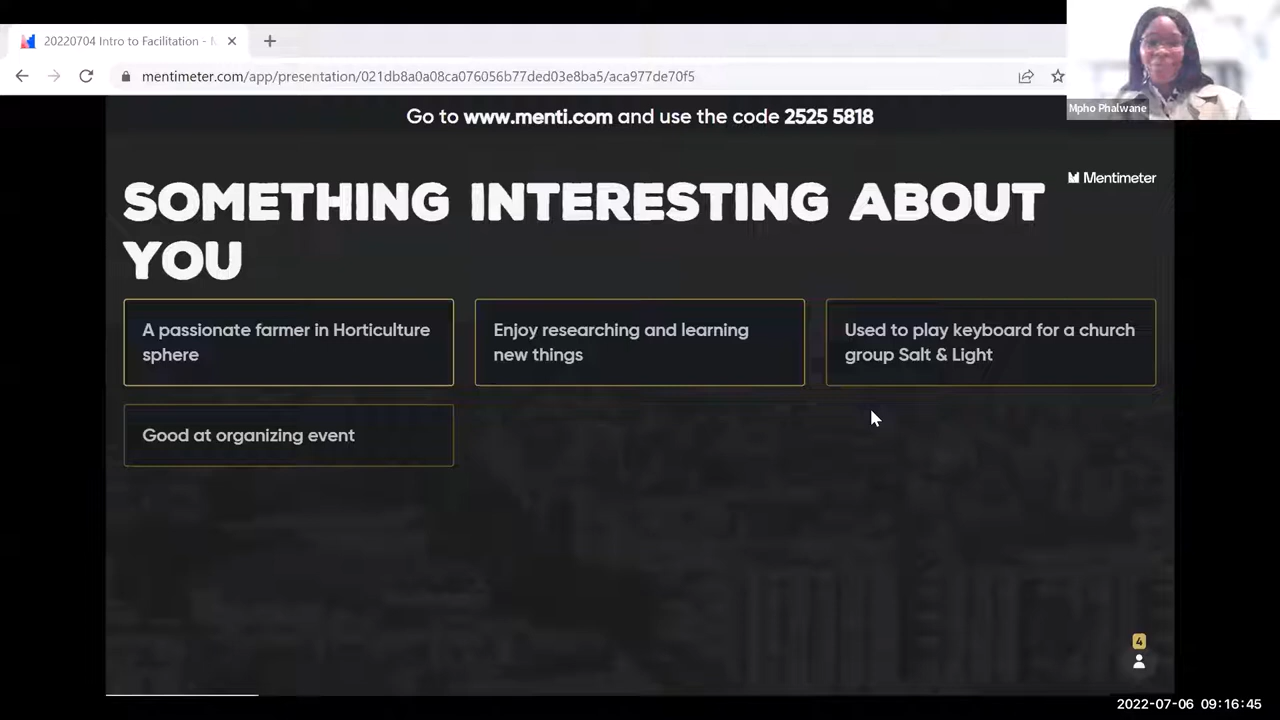 20220704 Intro to Facilitation -
mentimeter.com/app/presentation/021db8a0a08ca076056b77ded03e8ba5/aca977de70f5
Mpho Phalwane
Go to www.menti.com and use the code 2525 5818
Mentimeter
SOMETHING INTERESTING ABOUT
YOU
A passionate farmer in Horticulture
sphere
Enjoy researching and learning
new things
Used to play keyboard for a church
group Salt & Light
Good at organizing event
4
2022-07-06 09:16:45